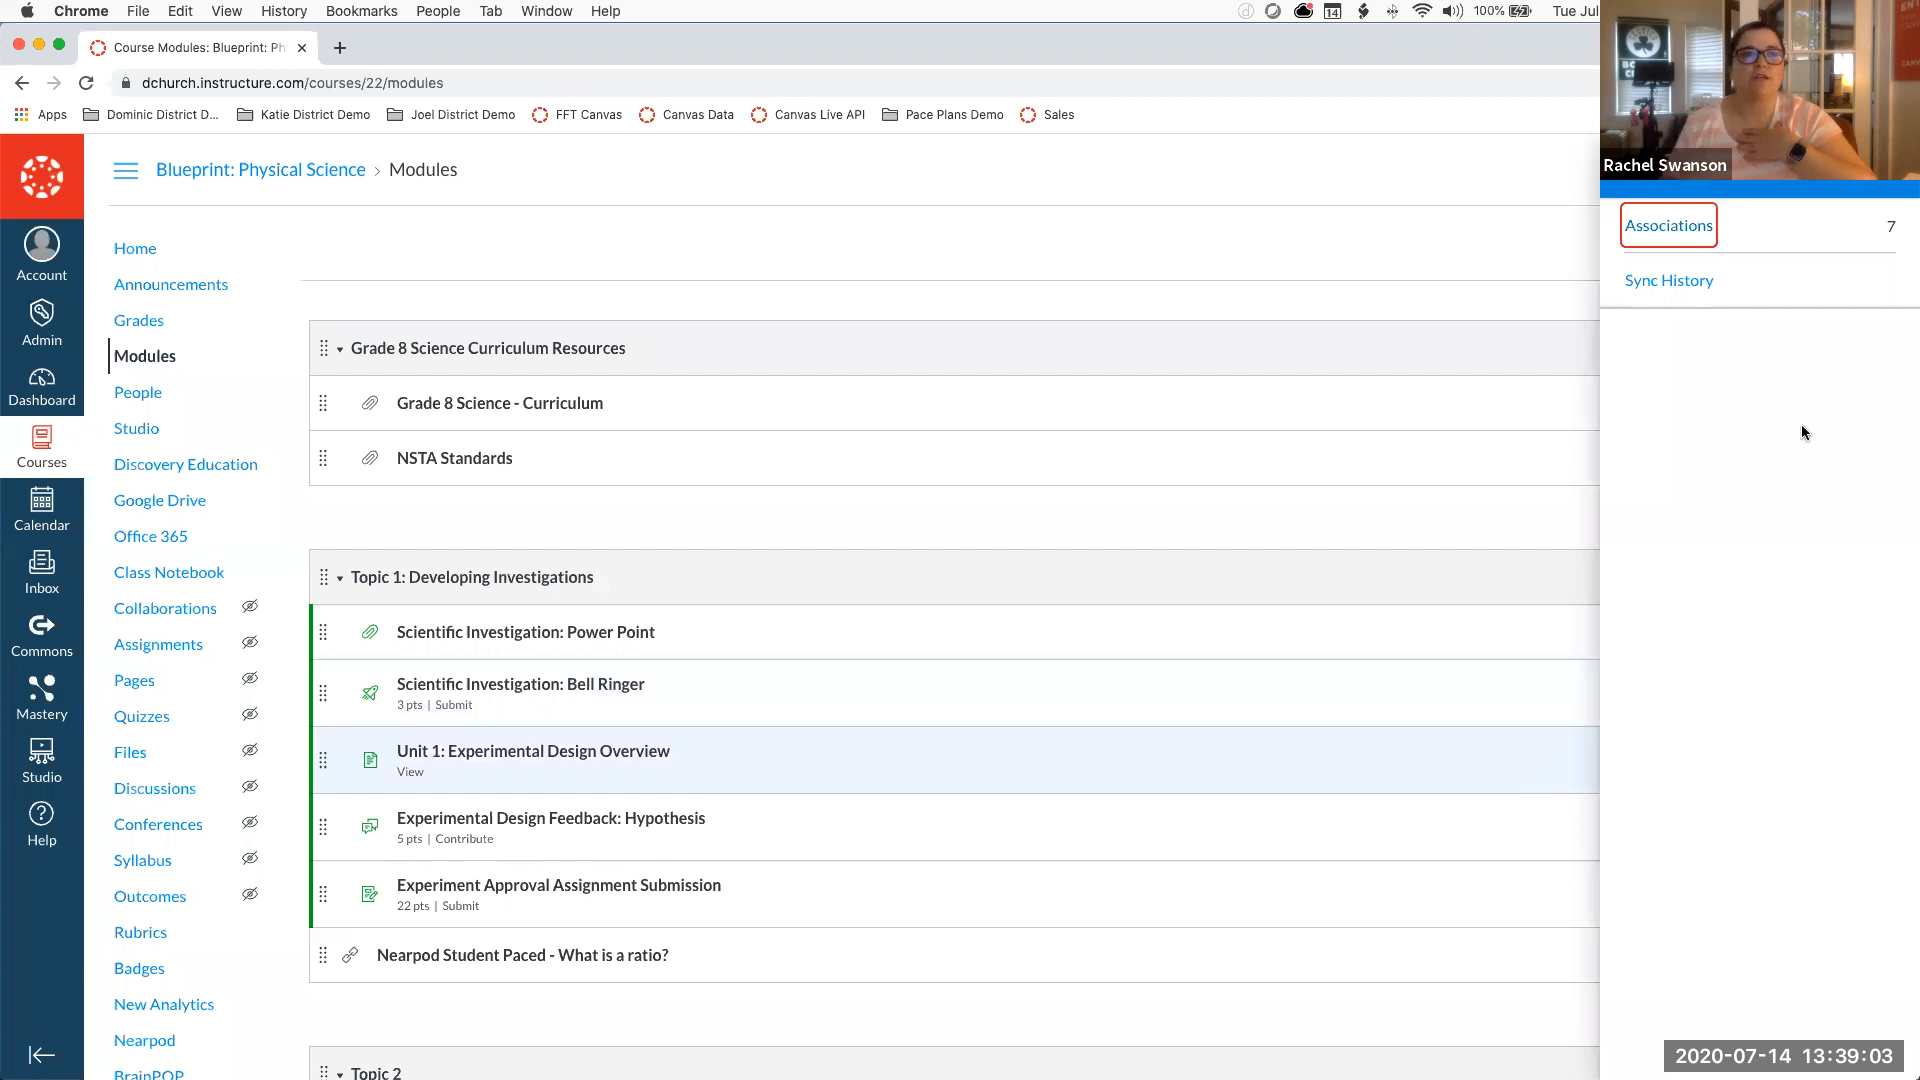 Chrome File Edit View History Bookmarks People Tab Window Help
14 100% Tue Jul
Course Modules: Blueprint: Ph
dchurch.instructure.com/courses/22/modules
Apps Dominic District D... Katie District Demo Joel District Demo FFT Canvas Canvas Data Canvas Live API Pace Plans Demo Sales
Rachel Swanson
Blueprint: Physical Science › Modules
Associations 7
Sync History
Account
Admin
Dashboard
Courses
Calendar
Inbox
Commons
Mastery
Studio
Help
Home
Announcements
Grades
Modules
People
Studio
Discovery Education
Google Drive
Office 365
Class Notebook
Collaborations
Assignments
Pages
Quizzes
Files
Discussions
Conferences
Syllabus
Outcomes
Rubrics
Badges
New Analytics
Nearpod
BrainPOP
Grade 8 Science Curriculum Resources
Grade 8 Science - Curriculum
NSTA Standards
Topic 1: Developing Investigations
Scientific Investigation: Power Point
Scientific Investigation: Bell Ringer
3 pts | Submit
Unit 1: Experimental Design Overview
View
Experimental Design Feedback: Hypothesis
5 pts | Contribute
Experiment Approval Assignment Submission
22 pts | Submit
Nearpod Student Paced - What is a ratio?
Topic 2
2020-07-14 13:39:03